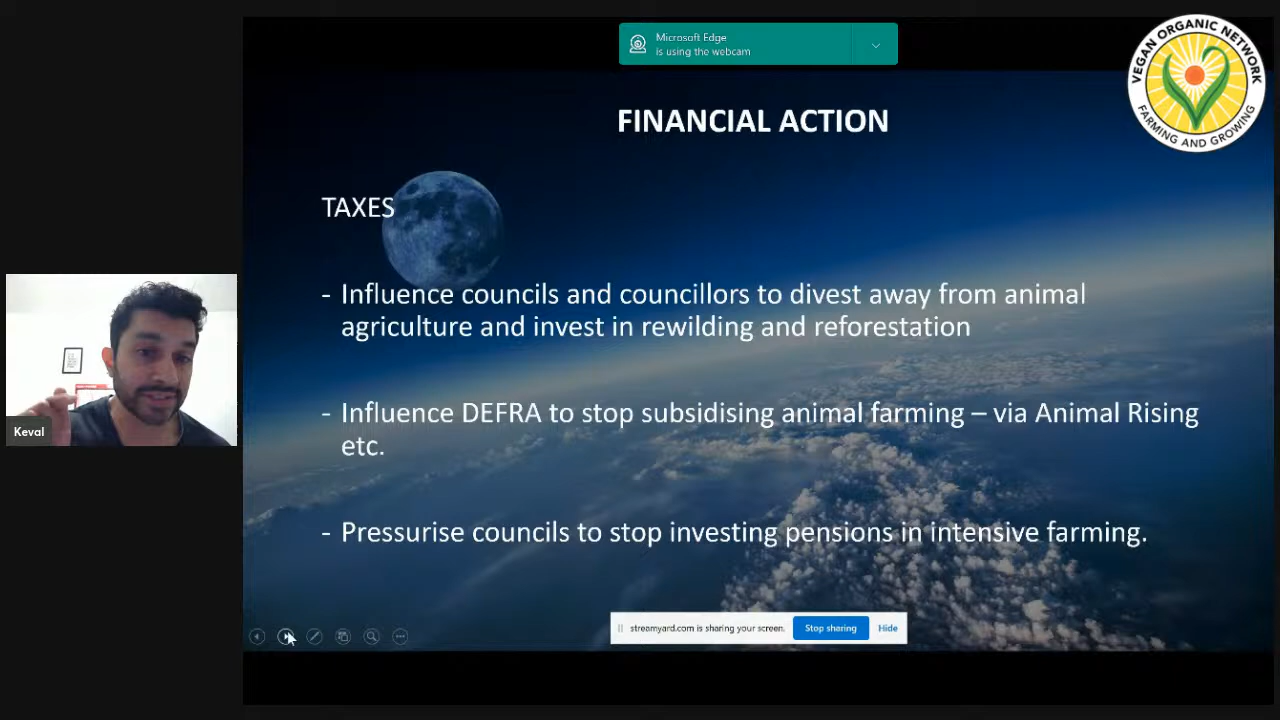 Microsoft Edge
is using the webcam
VEGAN ORGANIC NETWORK
FARMING AND GROWING
FINANCIAL ACTION
TAXES
- Influence councils and councillors to divest away from animal
agriculture and invest in rewilding and reforestation
- Influence DEFRA to stop subsidising animal farming – via Animal Rising
etc.
Keval
- Pressurise councils to stop investing pensions in intensive farming.
streamyard.com is sharing your screen.
Stop sharing
Hide